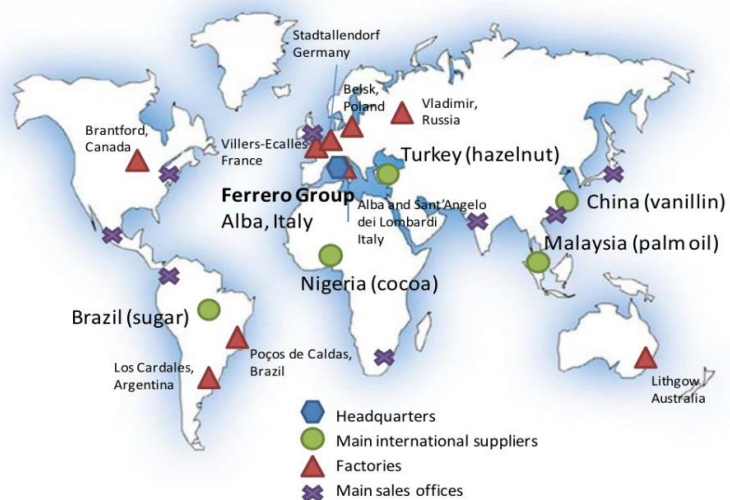 Stadtallendorf
Germany
Belsk,
Poland
Vladimir,
Russia
Brantford,
Canada
Villers-Ecalles
France
Turkey (hazelnut)
Ferrero Group
Alba, Italy
Alba and Sant'Angelo
dei Lombardi
Italy
China (vanillin)
Malaysia (palm oil)
Nigeria (cocoa)
Brazil (sugar)
Poços de Caldas,
Brazil
Los Cardales,
Argentina
Lithgow
Australia
Headquarters
Main international suppliers
Factories
Main sales offices